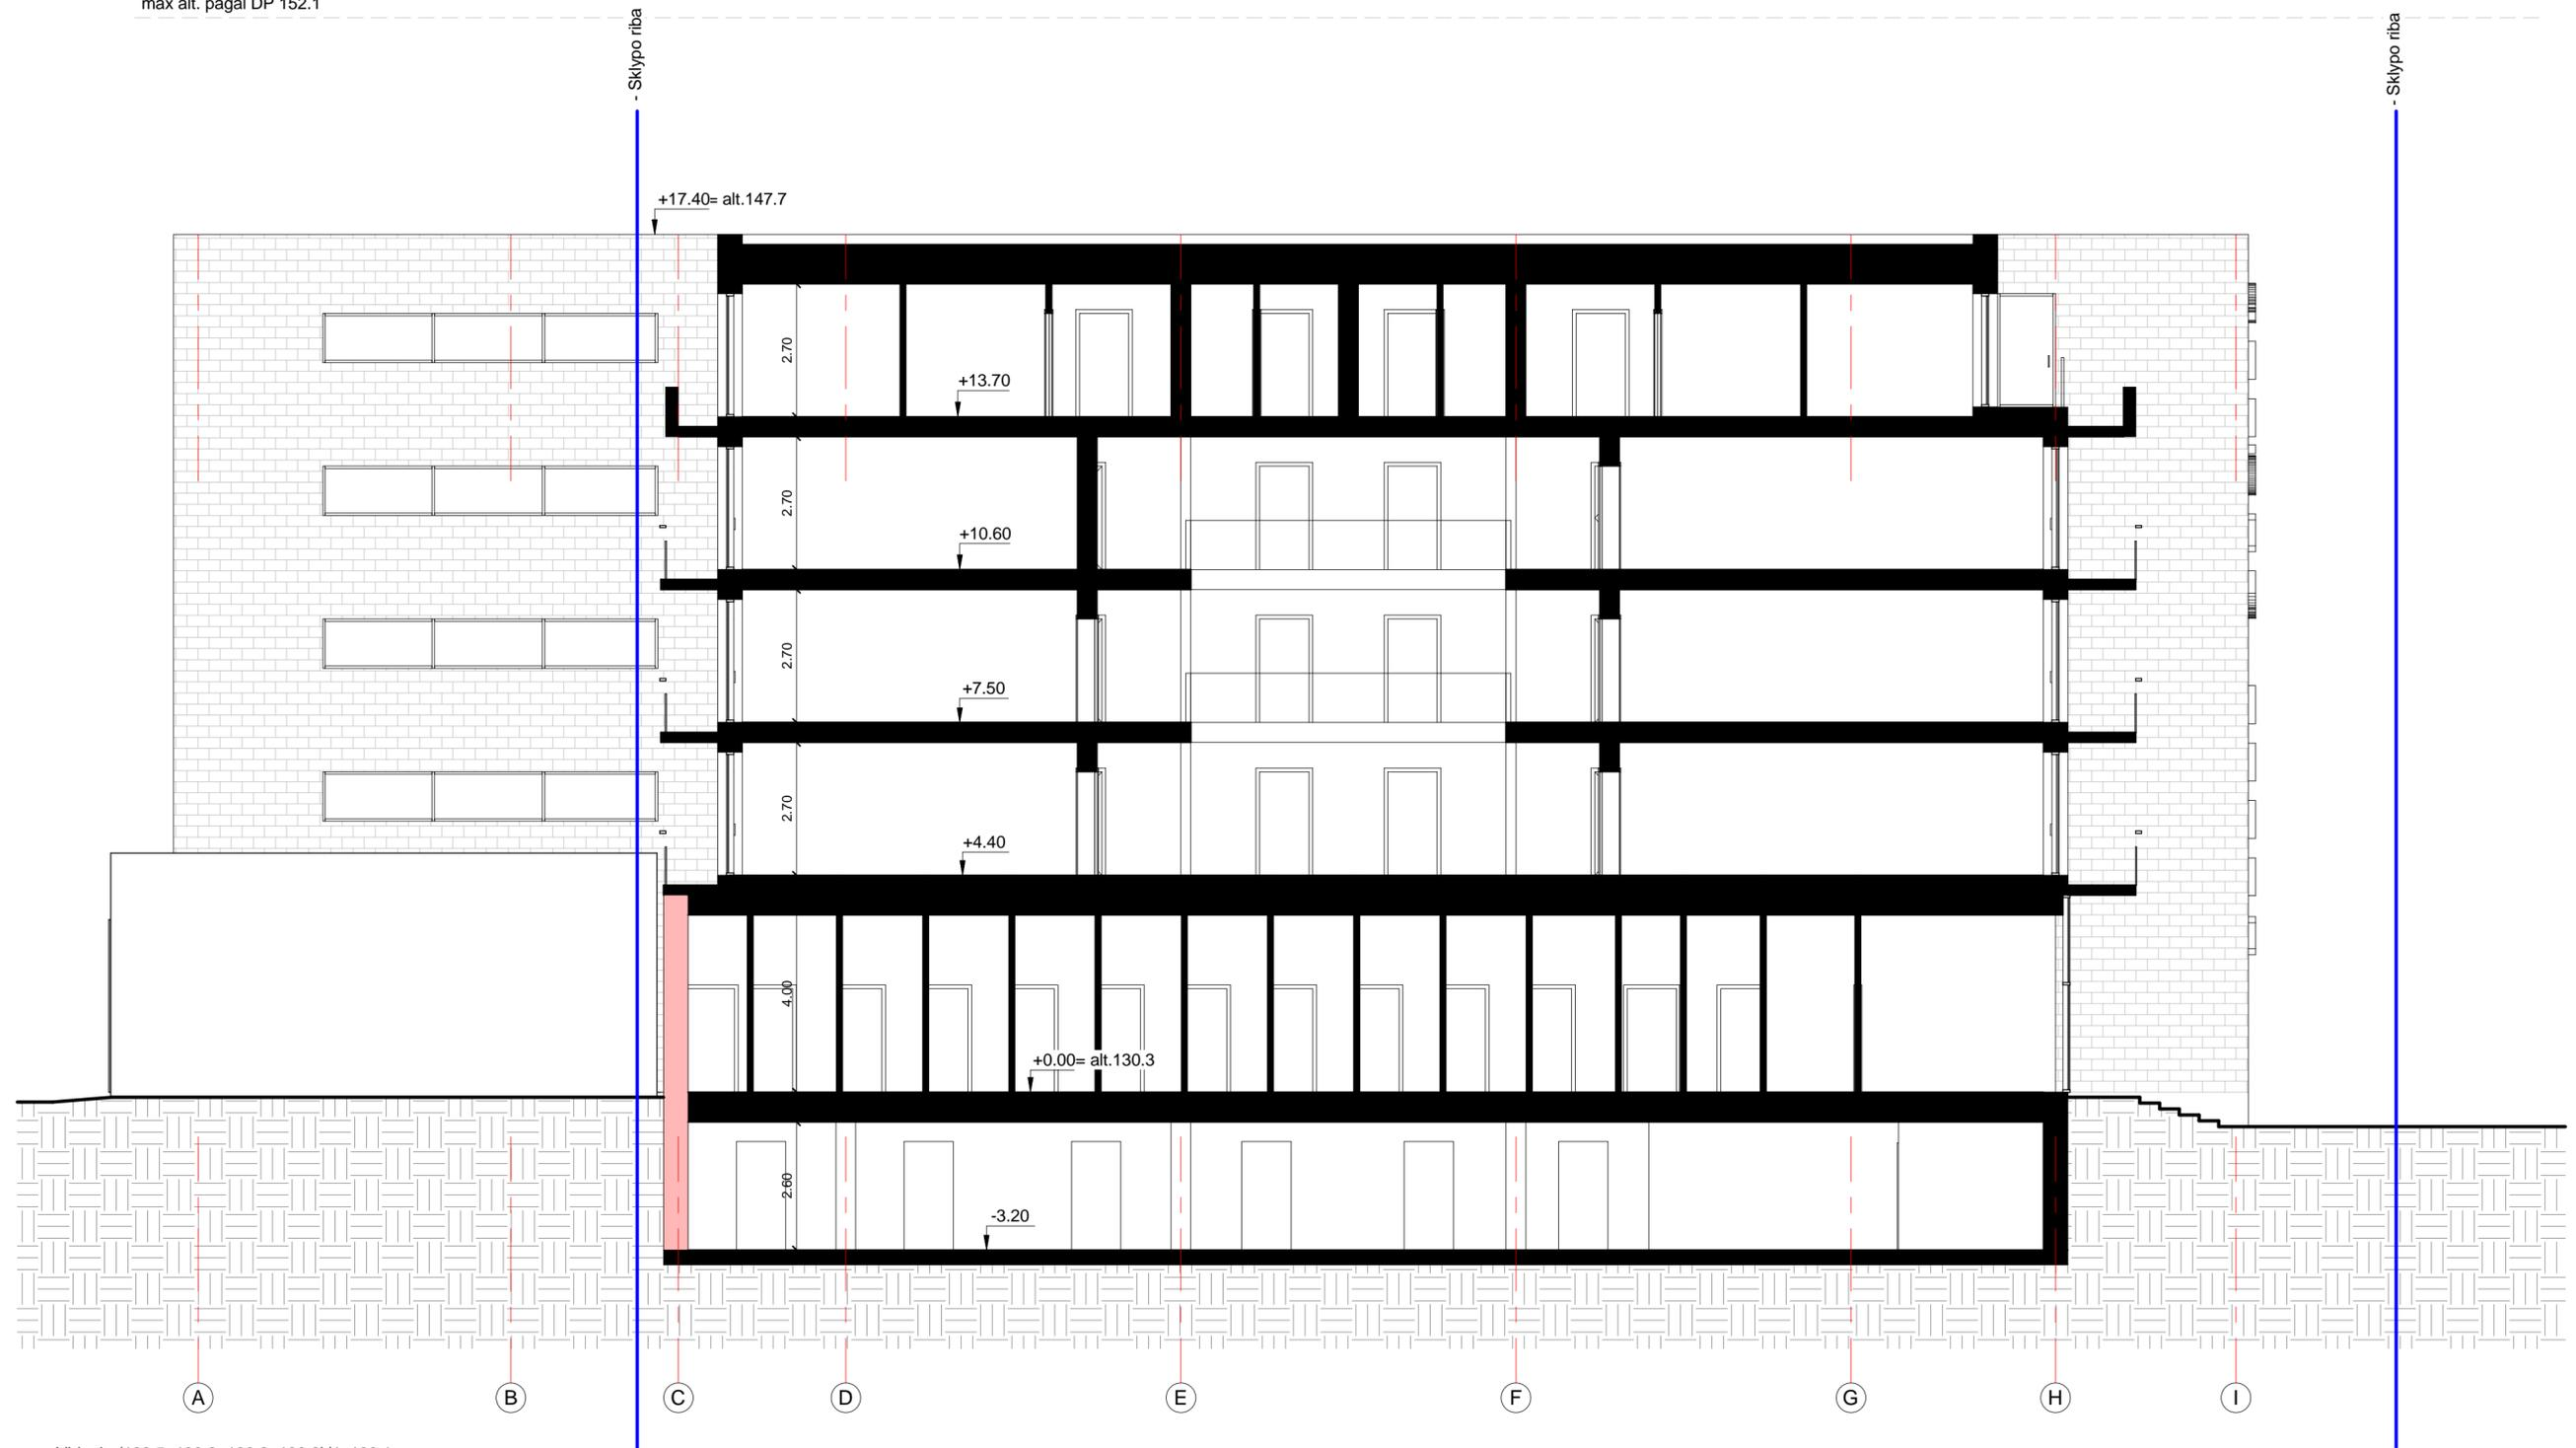 max alt. pagal DP 152.1
- Sklypo riba
- Sklypo riba
+17.40= alt.147.7
2.70
+13.70
2.70
+10.60
2.70
+7.50
2.70
+4.40
4.00
+0.00= alt.130.3
2.60
-3.20
A B C D E F G H I